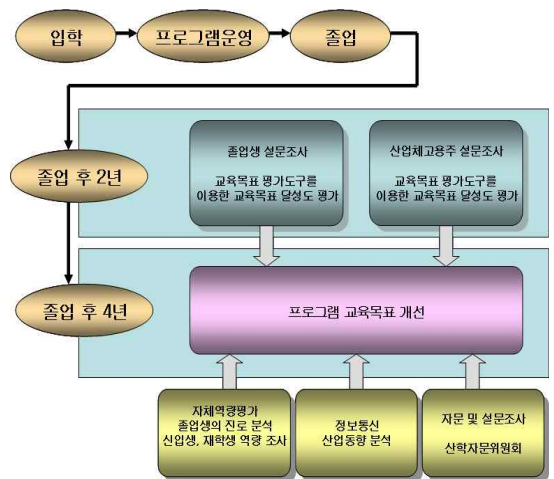 입학
프로그램운영
졸업
졸업 후 2년
졸업생 설문조사
교육목표 평가도구를
이용한 교육목표 달성도 평가
산업체고용주 설문조사
교육목표 평가도구를
이용한 교육목표 달성도 평가
졸업 후 4년
프로그램 교육목표 개선
자체역량평가
졸업생의 진로 분석
신입생, 재학생 역량 조사
정보통신
산업동향 분석
자문 및 설문조사
산학자문위원회